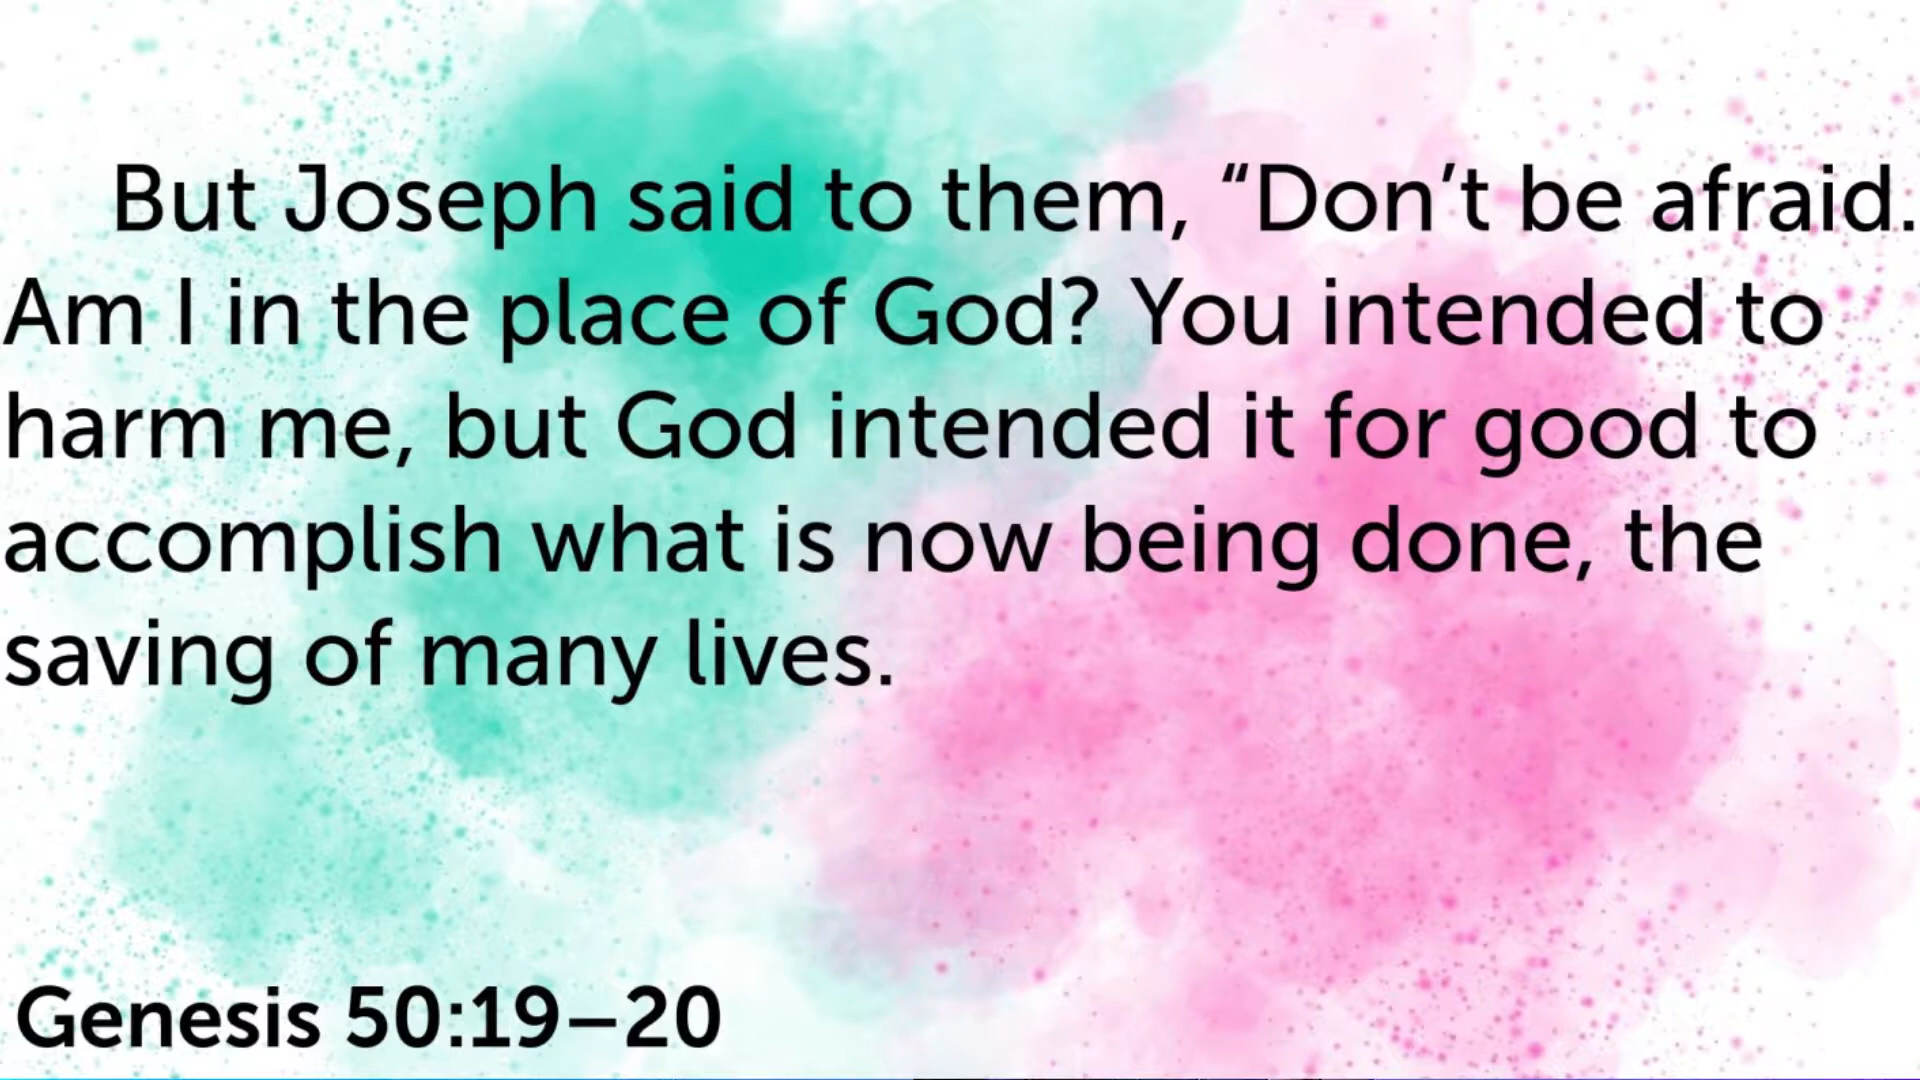 But Joseph said to them, “Don’t be afraid.
Am I in the place of God? You intended to
harm me, but God intended it for good to
accomplish what is now being done, the
saving of many lives.
Genesis 50:19–20